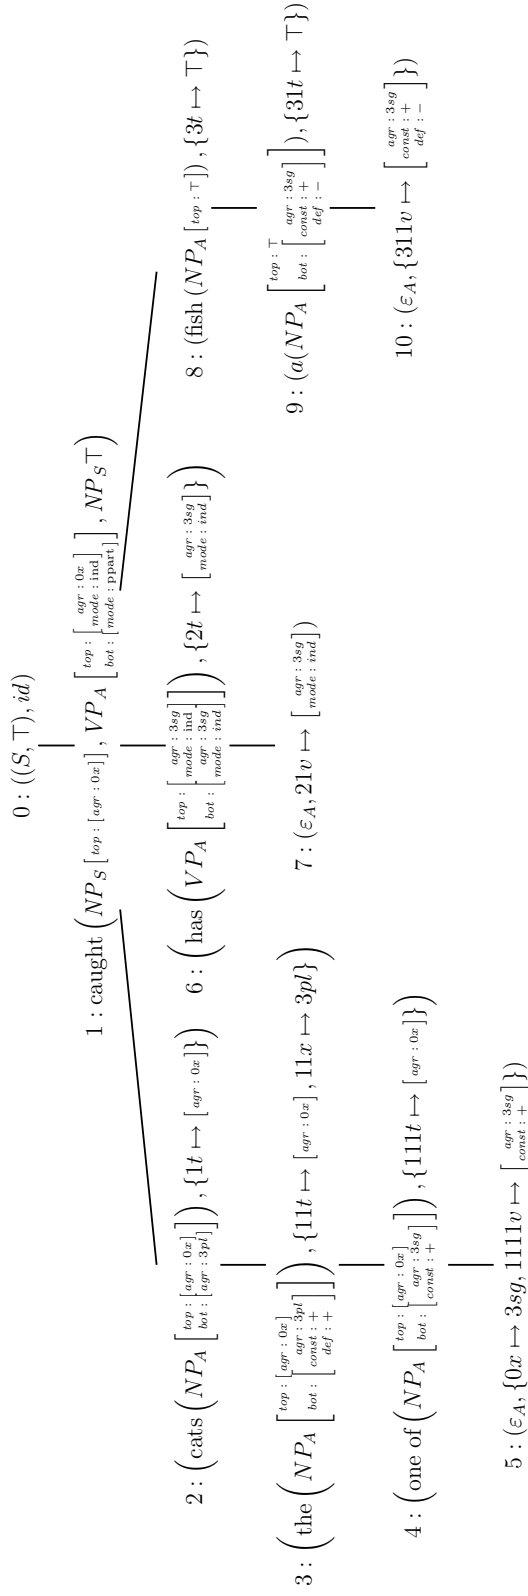 0 : ((S, ⊤), id)
1 : caught (NP_S [top : [agr : 0x]], VP_A [top : [agr : 0x mode : ind] bot : [mode : ppart]], NP_S ⊤)
2 : (cats (NP_A [top : [agr : 0x] bot : [agr : 3pl]]), {1t ↦ [agr : 0x]})
6 : (has (VP_A [top : [agr : 3sg mode : ind] bot : [agr : 3sg mode : ind]]), {2t ↦ [agr : 3sg mode : ind]})
8 : (fish (NP_A [top : ⊤]), {3t ↦ ⊤})
3 : (the (NP_A [top : [agr : 0x] bot : [agr : 3pl const : + def : +]]), {11t ↦ [agr : 0x], 11x ↦ 3pl})
7 : (ε_A, 21v ↦ [agr : 3sg mode : ind])
9 : (a(NP_A [top : ⊤ bot : [agr : 3sg const : + def : −]]), {31t ↦ ⊤})
4 : (one of (NP_A [top : [agr : 0x] bot : [agr : 3sg const : +]]), {111t ↦ [agr : 0x]})
10 : (ε_A, {311v ↦ [agr : 3sg const : + def : −]})
5 : (ε_A, {0x ↦ 3sg, 1111v ↦ [agr : 3sg const : +]})